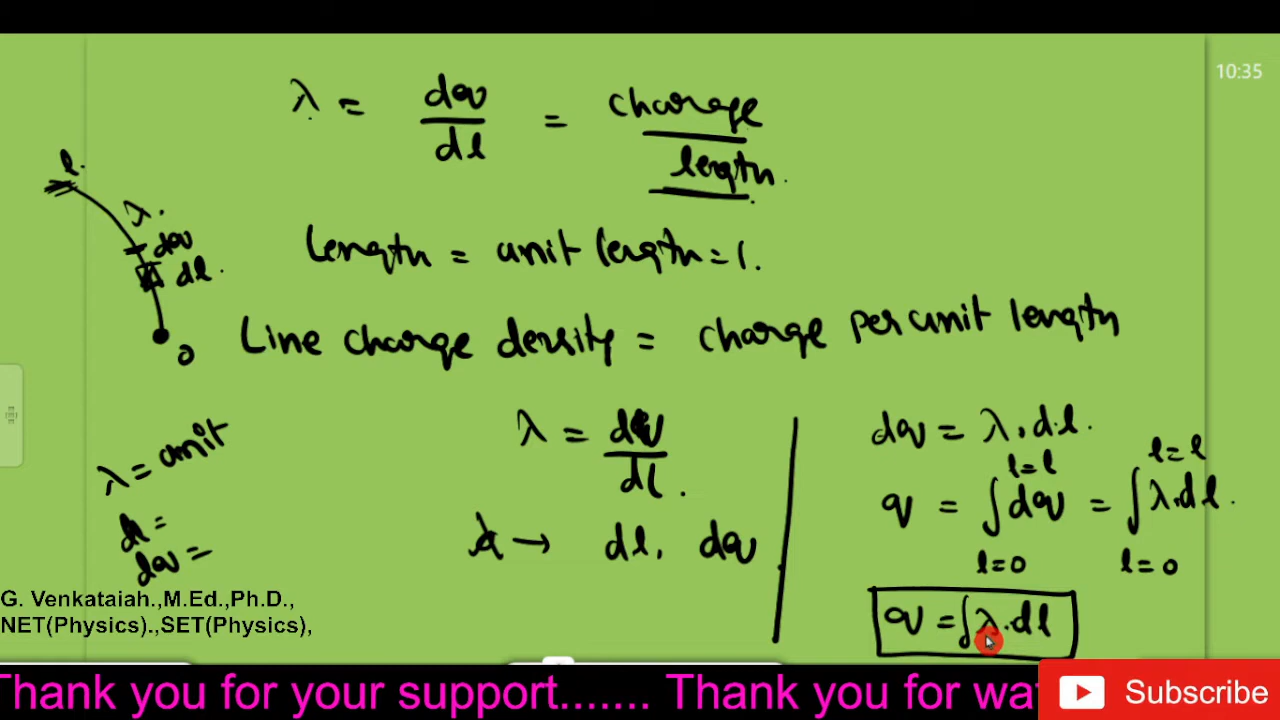 λ = dq/dl = charge/length
10:35
l.
λ.
dq
dl.
0
length = unit length = 1.
Line charge density = charge per unit length
λ = unit
dl =
dq =
λ = dq/dl.
λ → dl, dq
dq = λ.dl.
q = ∫ dq = ∫ λ.dl.
l=l l=l
l=0 l=0
q = ∫λ.dl
G. Venkataiah.,M.Ed.,Ph.D.,
NET(Physics).,SET(Physics),
Thank you for your support....... Thank you for wa
Subscribe